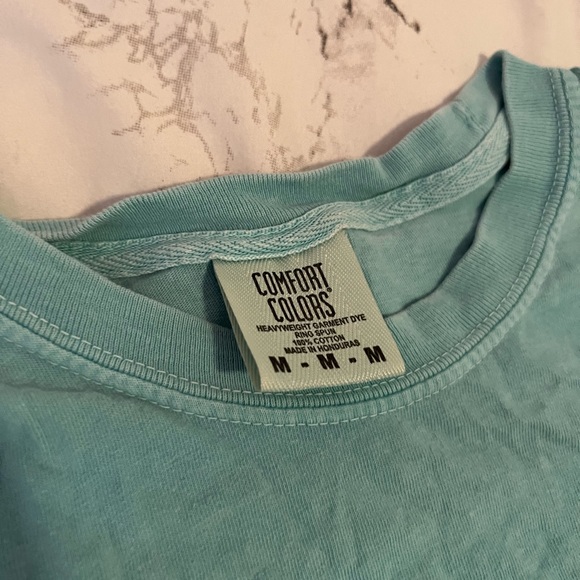 COMFORT
COLORS®
HEAVYWEIGHT GARMENT DYE
RING SPUN
100% COTTON
MADE IN HONDURAS
M - M - M